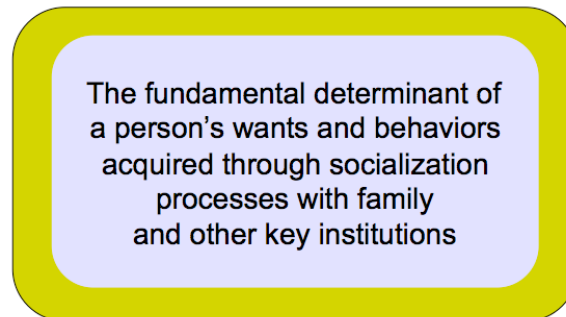 The fundamental determinant of
a person's wants and behaviors
acquired through socialization
processes with family
and other key institutions